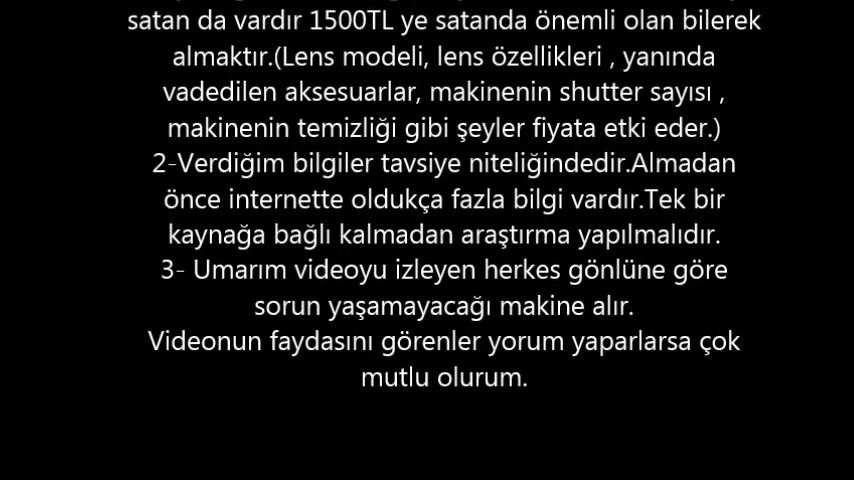 satan da vardır 1500TL ye satanda önemli olan bilerek
almaktır.(Lens modeli, lens özellikleri , yanında
vadedilen aksesuarlar, makinenin shutter sayısı ,
makinenin temizliği gibi şeyler fiyata etki eder.)
2-Verdiğim bilgiler tavsiye niteliğindedir.Almadan
önce internette oldukça fazla bilgi vardır.Tek bir
kaynağa bağlı kalmadan araştırma yapılmalıdır.
3- Umarım videoyu izleyen herkes gönlüne göre
sorun yaşamayacağı makine alır.
Videonun faydasını görenler yorum yaparlarsa çok
mutlu olurum.